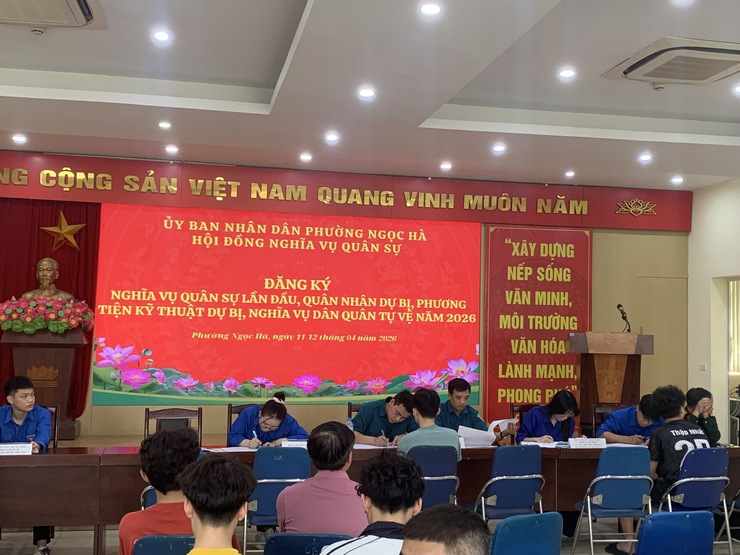 NG CỘNG SẢN VIỆT NAM QUANG VINH MUÔN NĂM
ỦY BAN NHÂN DÂN PHƯỜNG NGỌC HÀ
HỘI ĐỒNG NGHĨA VỤ QUÂN SỰ
ĐĂNG KÝ
NGHĨA VỤ QUÂN SỰ LẦN ĐẦU, QUÂN NHÂN DỰ BỊ, PHƯƠNG
TIỆN KỸ THUẬT DỰ BỊ, NGHĨA VỤ DÂN QUÂN TỰ VỆ NĂM 2026
Phường Ngọc Hà, ngày 11-12 tháng 04 năm 2026
“XÂY DỰNG
NẾP SỐNG
VĂN MINH,
MÔI TRƯỜNG
VĂN HÓA
LÀNH MẠNH,
PHONG PHÚ”
Thập Nhất